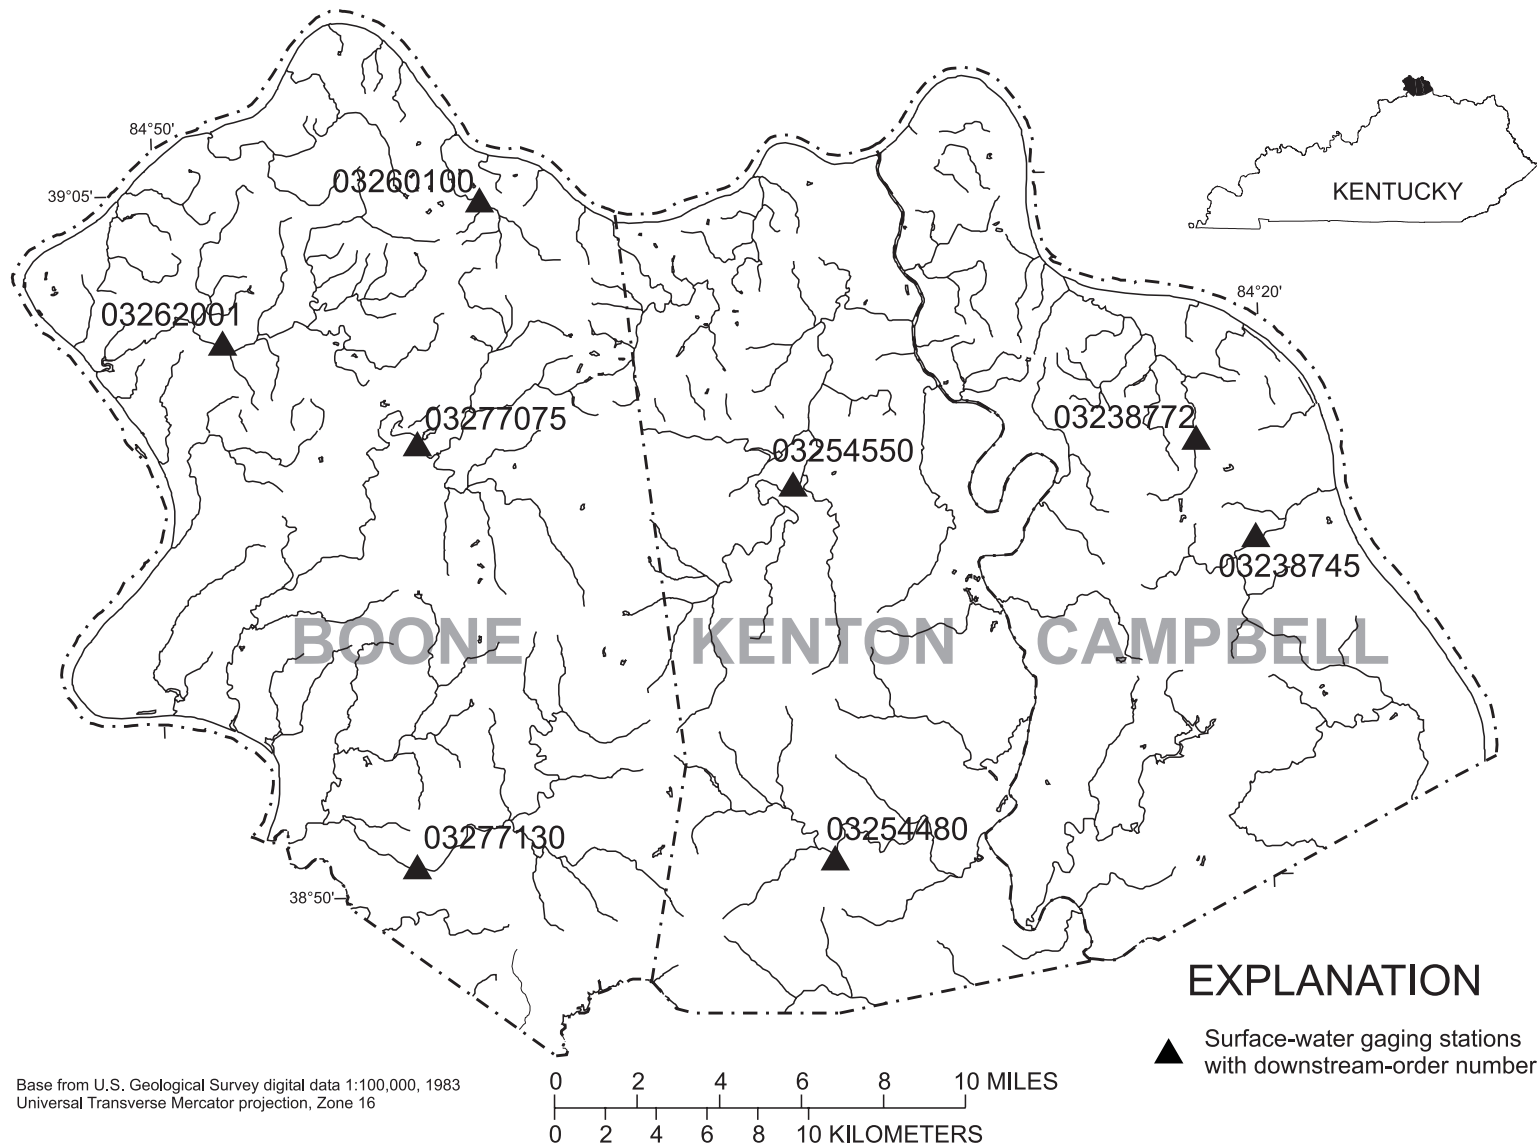 84°50'
39°05'
03260100
KENTUCKY
84°20'
03262001
03277075
03238772
03254550
03238745
BOONE
KENTON
CAMPBELL
03277130
03254480
38°50'
EXPLANATION
Surface-water gaging stations
with downstream-order number
Base from U.S. Geological Survey digital data 1:100,000, 1983
Universal Transverse Mercator projection, Zone 16
0 2 4 6 8 10 MILES
0 2 4 6 8 10 KILOMETERS